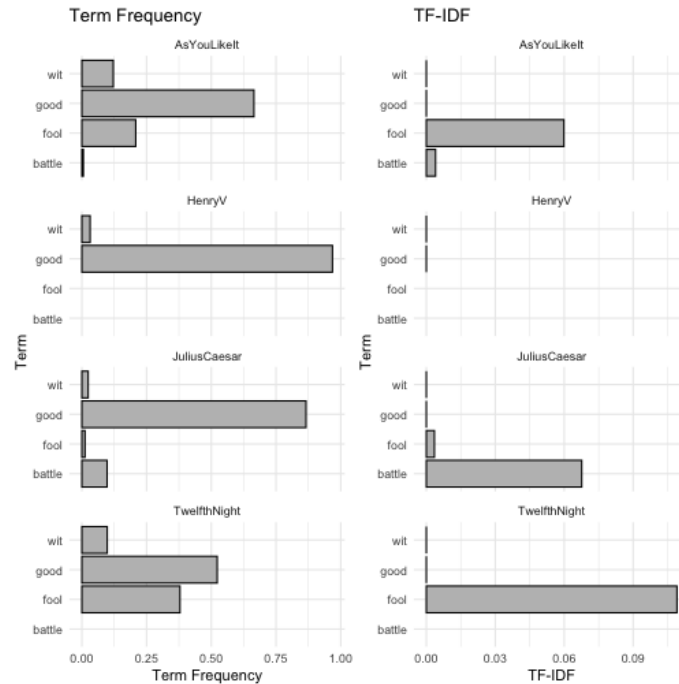 Term Frequency
AsYouLikeIt
wit
good
fool
battle
HenryV
wit
good
fool
battle
JuliusCaesar
wit
good
fool
battle
TwelfthNight
wit
good
fool
battle
Term
0.00 0.25 0.50 0.75 1.00
Term Frequency
TF-IDF
AsYouLikeIt
wit
good
fool
battle
HenryV
wit
good
fool
battle
JuliusCaesar
wit
good
fool
battle
TwelfthNight
wit
good
fool
battle
Term
0.00 0.03 0.06 0.09
TF-IDF